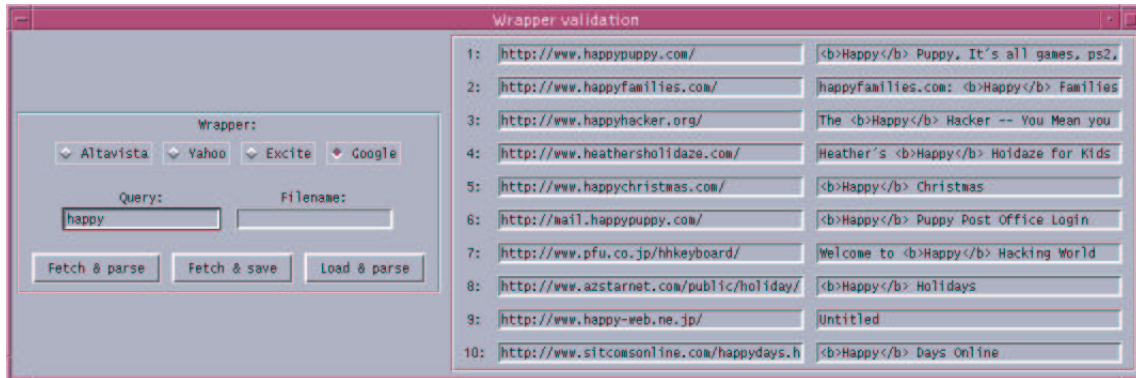 Wrapper validation
Wrapper:
Altavista Yahoo Excite Google
Query: Filename:
happy
Fetch & parse Fetch & save Load & parse
1: http://www.happypuppy.com/ <b>Happy</b> Puppy, It´s all games, ps2,
2: http://www.happyfamilies.com/ happyfamilies.com: <b>Happy</b> Families
3: http://www.happyhacker.org/ The <b>Happy</b> Hacker -- You Mean you
4: http://www.heathersholidaze.com/ Heather´s <b>Happy</b> Hoidaze for Kids
5: http://www.happychristmas.com/ <b>Happy</b> Christmas
6: http://mail.happypuppy.com/ <b>Happy</b> Puppy Post Office Login
7: http://www.pfu.co.jp/hhkeyboard/ Welcome to <b>Happy</b> Hacking World
8: http://www.azstarnet.com/public/holiday/ <b>Happy</b> Holidays
9: http://www.happy-web.ne.jp/ Untitled
10: http://www.sitcomsonline.com/happydays.h <b>Happy</b> Days Online